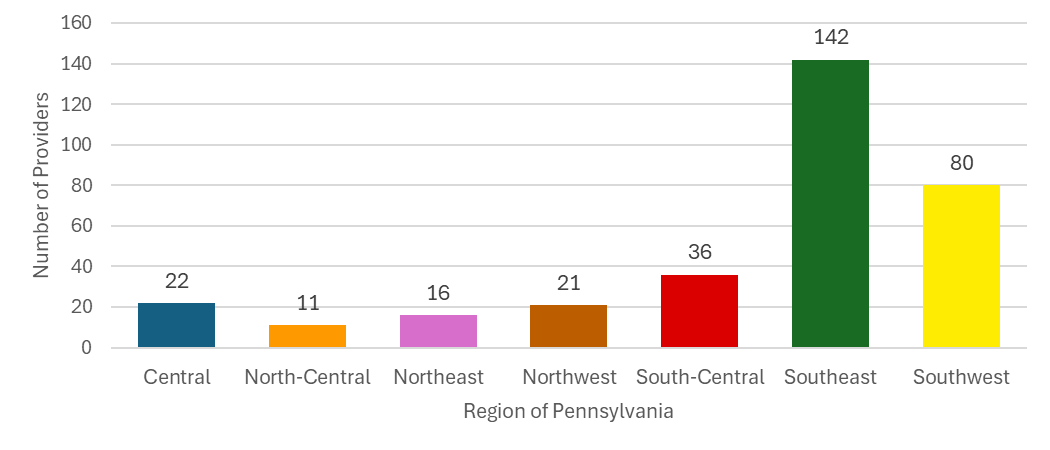 160
140
120
100
80
60
40
20
0
Number of Providers
22
11
16
21
36
142
80
Central
North-Central
Northeast
Northwest
South-Central
Southeast
Southwest
Region of Pennsylvania